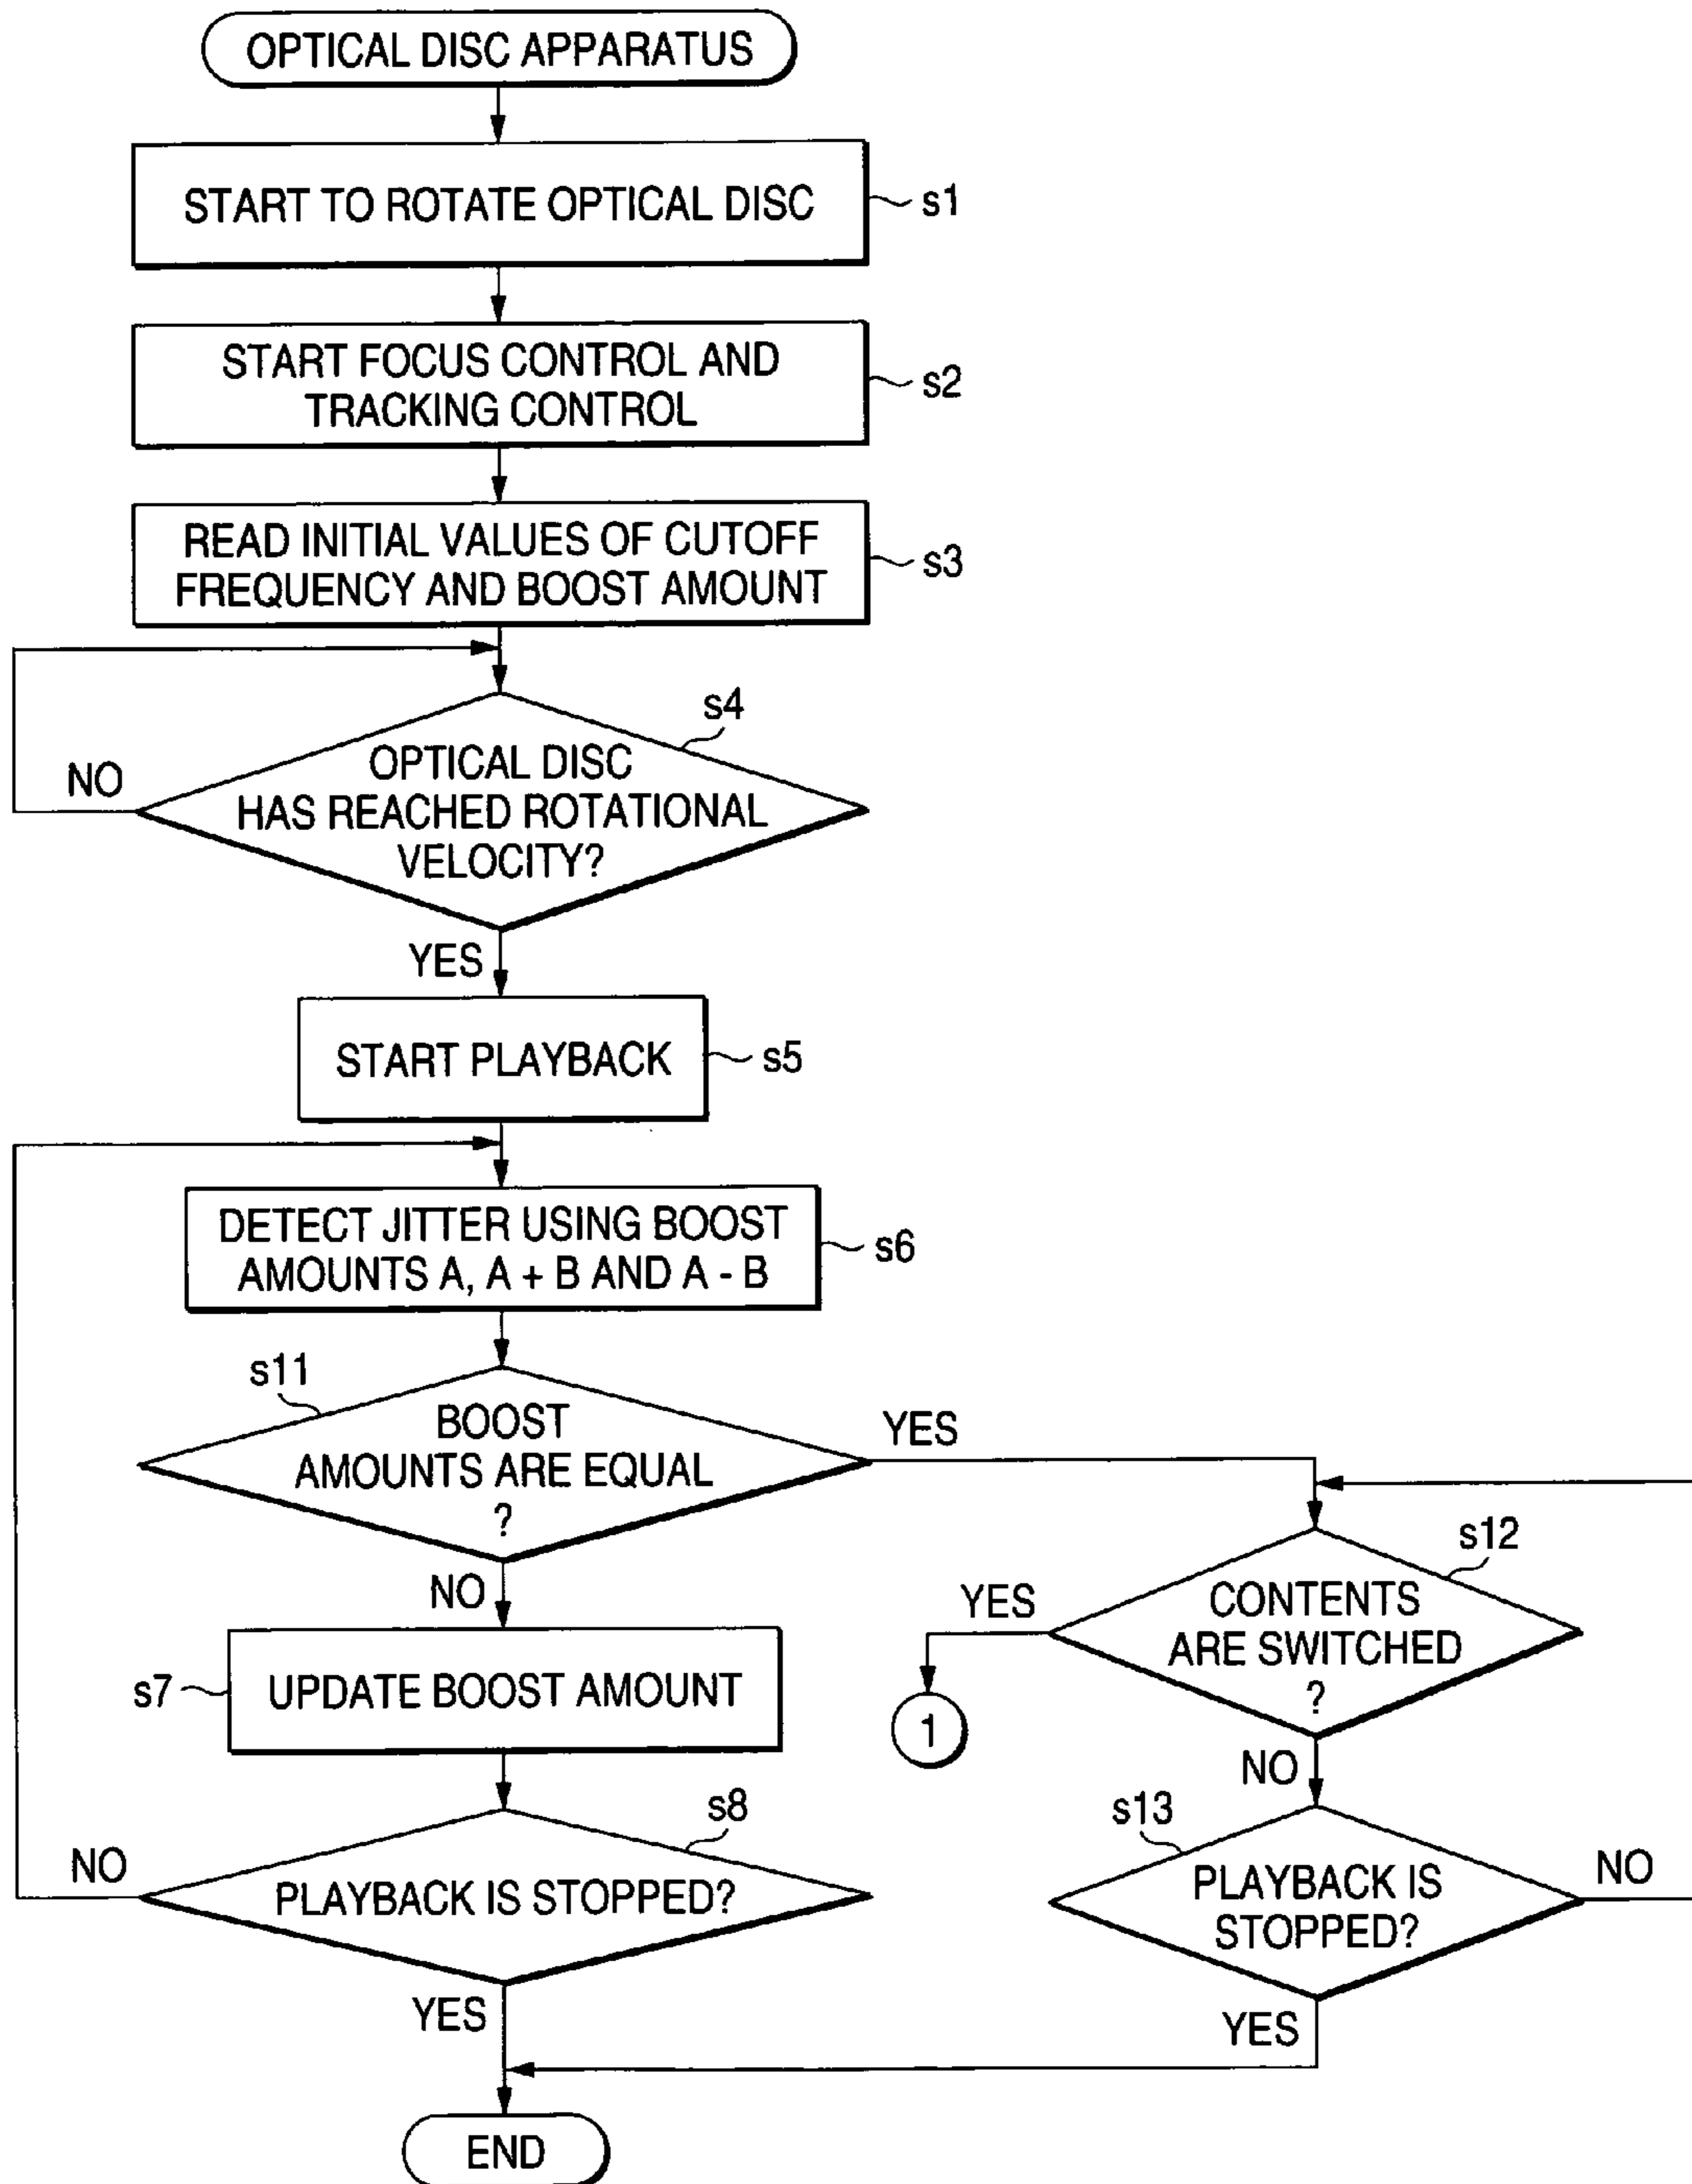 OPTICAL DISC APPARATUS
START TO ROTATE OPTICAL DISC
s1
START FOCUS CONTROL AND
TRACKING CONTROL
s2
READ INITIAL VALUES OF CUTOFF
FREQUENCY AND BOOST AMOUNT
s3
s4
OPTICAL DISC
HAS REACHED ROTATIONAL
VELOCITY?
NO
YES
START PLAYBACK
s5
DETECT JITTER USING BOOST
AMOUNTS A, A + B AND A - B
s6
s11
BOOST
AMOUNTS ARE EQUAL
?
YES
NO
s12
CONTENTS
ARE SWITCHED
?
YES
1
NO
s7
UPDATE BOOST AMOUNT
s8
PLAYBACK IS STOPPED?
NO
YES
s13
PLAYBACK IS
STOPPED?
NO
YES
END